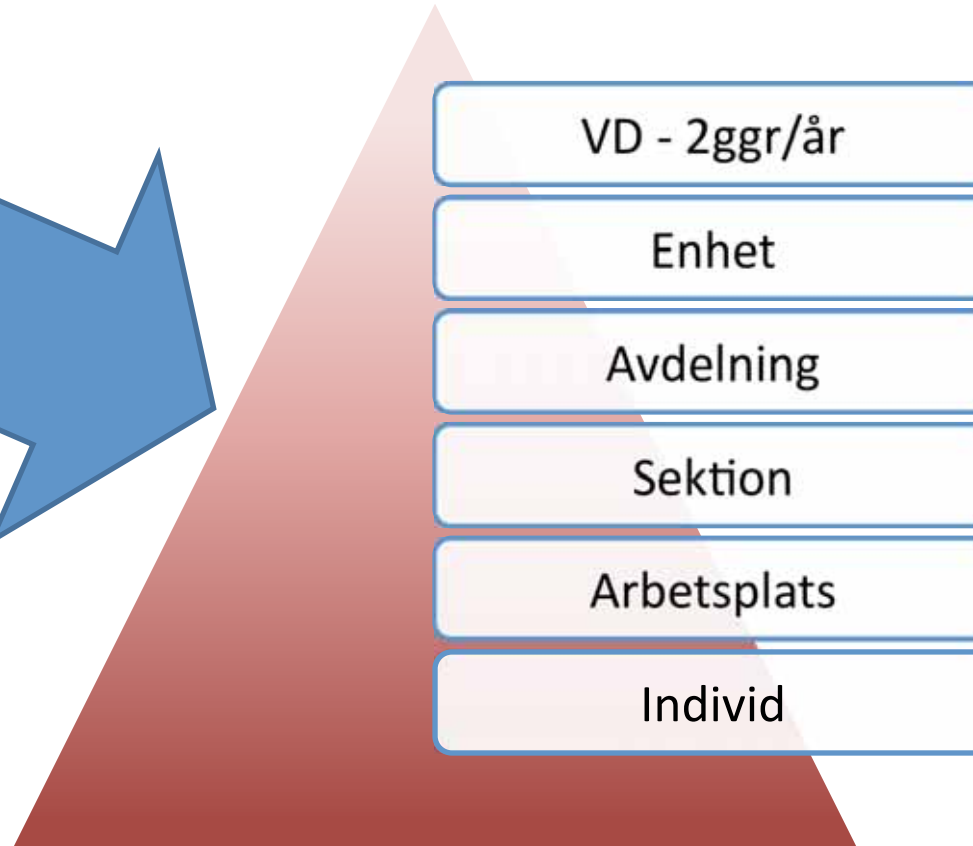 VD - 2ggr/år
Enhet
Avdelning
Sektion
Arbetsplats
Individ